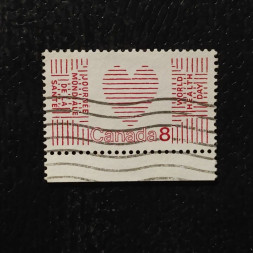 JOURNÉE
MONDIALE
DE LA
SANTÉ
WORLD
HEALTH
DAY
Canada 8